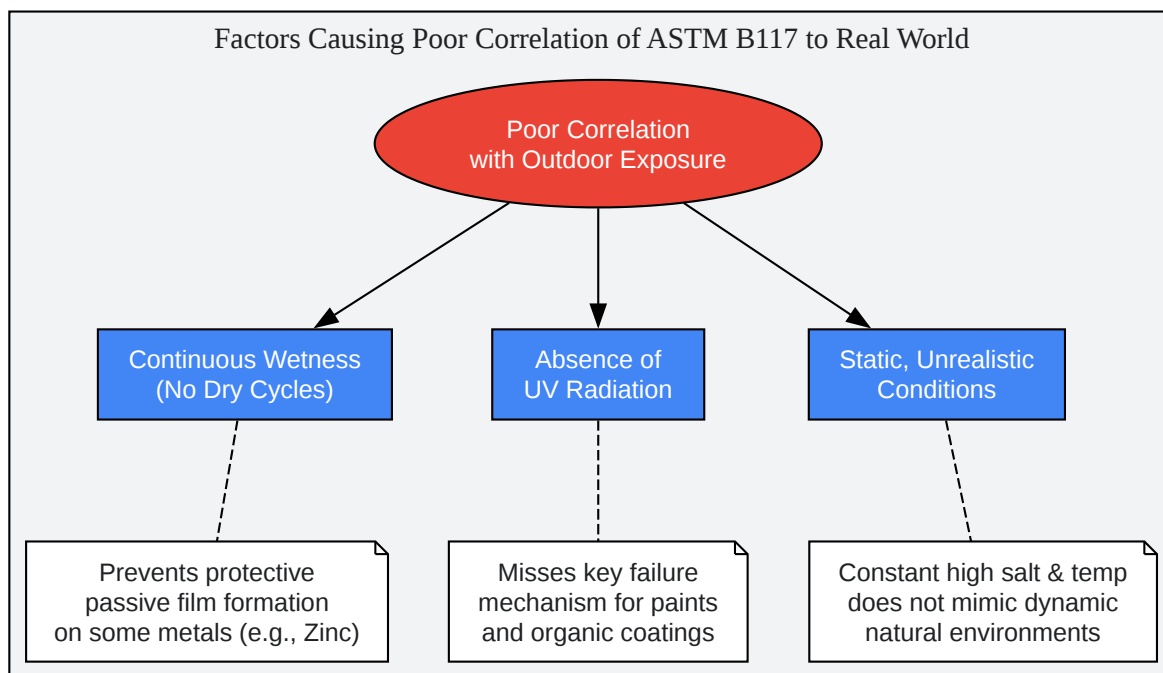 Factors Causing Poor Correlation of ASTM B117 to Real World
Poor Correlation
with Outdoor Exposure
Continuous Wetness
(No Dry Cycles)
Absence of
UV Radiation
Static, Unrealistic
Conditions
Prevents protective
passive film formation
on some metals (e.g., Zinc)
Misses key failure
mechanism for paints
and organic coatings
Constant high salt & temp
does not mimic dynamic
natural environments